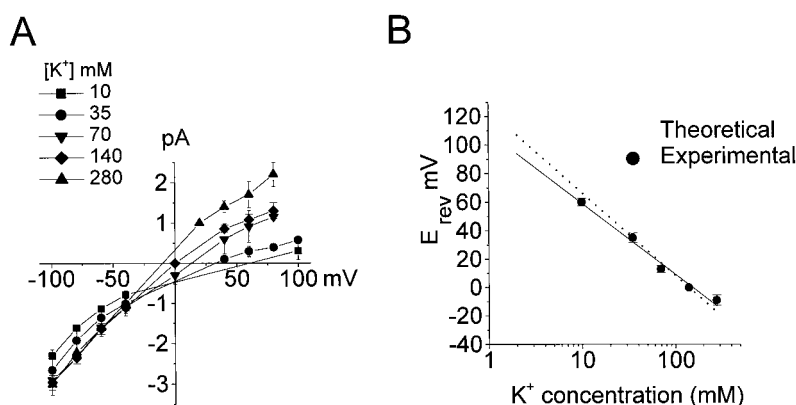 A
[K+] mM
10
35
70
140
280
pA
2
1
-100 -50 50 100 mV
-1
-2
-3
B
120
100
80
60
40
20
0
-20
-40
Erev mV
Theoretical
Experimental
1 10 100
K+ concentration (mM)